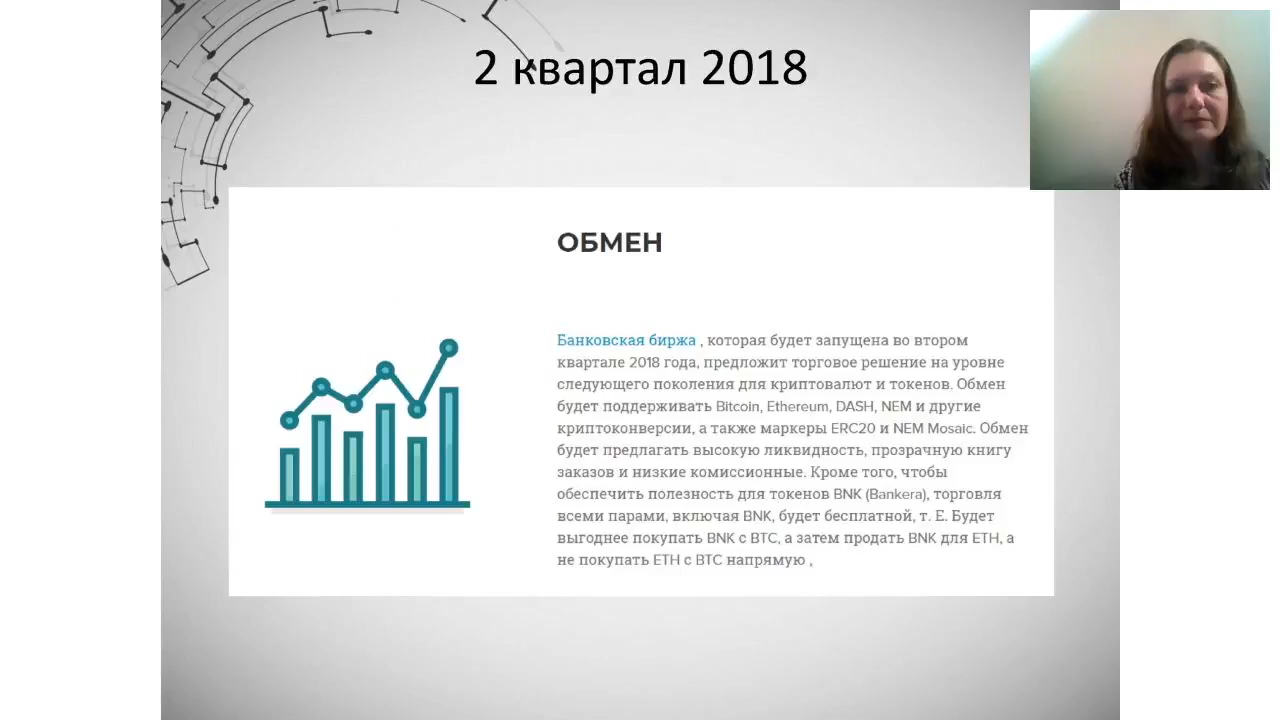 2 квартал 2018
ОБМЕН
Банковская биржа , которая будет запущена во втором
квартале 2018 года, предложит торговое решение на уровне
следующего поколения для криптовалют и токенов. Обмен
будет поддерживать Bitcoin, Ethereum, DASH, NEM и другие
криптоконверсии, а также маркеры ERC20 и NEM Mosaic. Обмен
будет предлагать высокую ликвидность, прозрачную книгу
заказов и низкие комиссионные. Кроме того, чтобы
обеспечить полезность для токенов BNK (Bankera), торговля
всеми парами, включая BNK, будет бесплатной, т. Е. Будет
выгоднее покупать BNK с BTC, а затем продать BNK для ETH, а
не покупать ETH с BTC напрямую ,